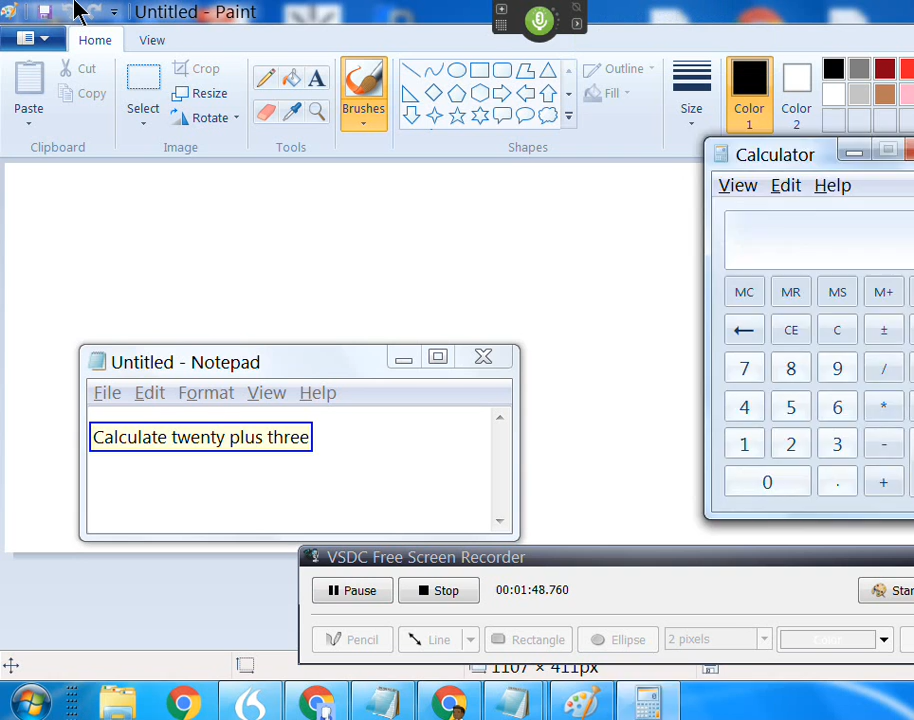 Untitled - Paint
Home View
Paste
Cut
Copy
Clipboard
Select
Crop
Resize
Rotate
Image
A
Tools
Brushes
Shapes
Outline
Fill
Size
Color 1
Color 2
Calculator
View Edit Help
MC MR MS M+
← CE C ±
7 8 9 /
4 5 6 *
1 2 3 -
0 . +
Untitled - Notepad
File Edit Format View Help
Calculate twenty plus three
VSDC Free Screen Recorder
Pause Stop 00:01:48.760
Pencil Line Rectangle Ellipse 2 pixels
1107 × 411px